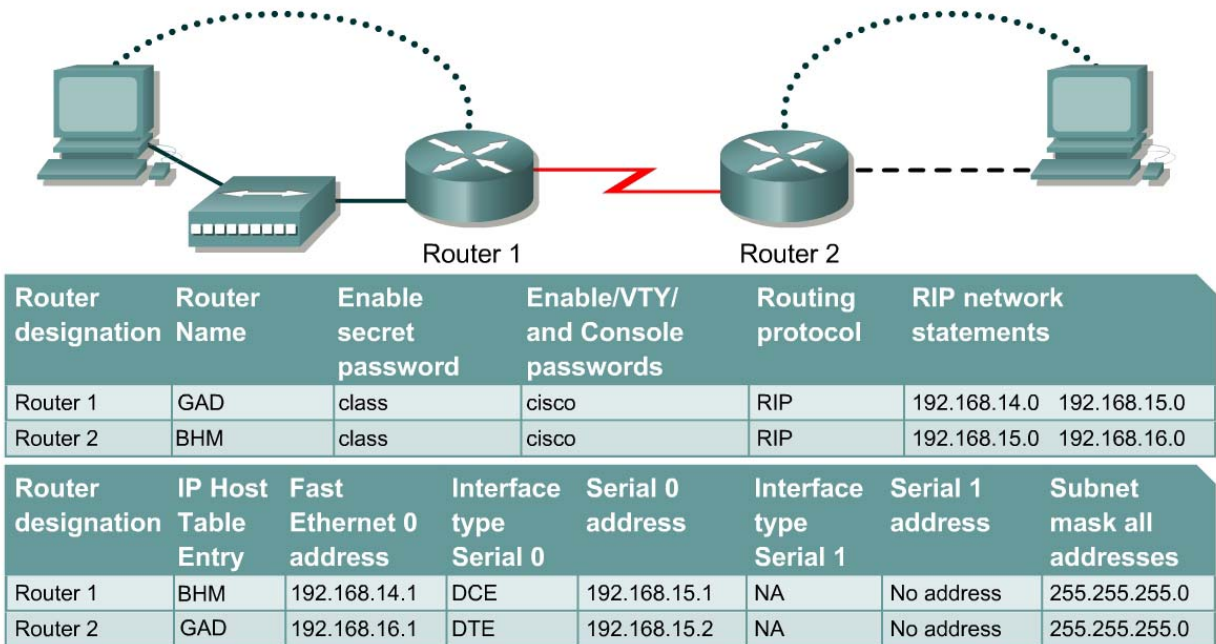 Router 1 Router 2
Router designation Router Name Enable secret password Enable/VTY/ and Console passwords Routing protocol RIP network statements
Router 1 GAD class cisco RIP 192.168.14.0 192.168.15.0
Router 2 BHM class cisco RIP 192.168.15.0 192.168.16.0
Router designation IP Host Table Entry Fast Ethernet 0 address Interface type Serial 0 Serial 0 address Interface type Serial 1 Serial 1 address Subnet mask all addresses
Router 1 BHM 192.168.14.1 DCE 192.168.15.1 NA No address 255.255.255.0
Router 2 GAD 192.168.16.1 DTE 192.168.15.2 NA No address 255.255.255.0